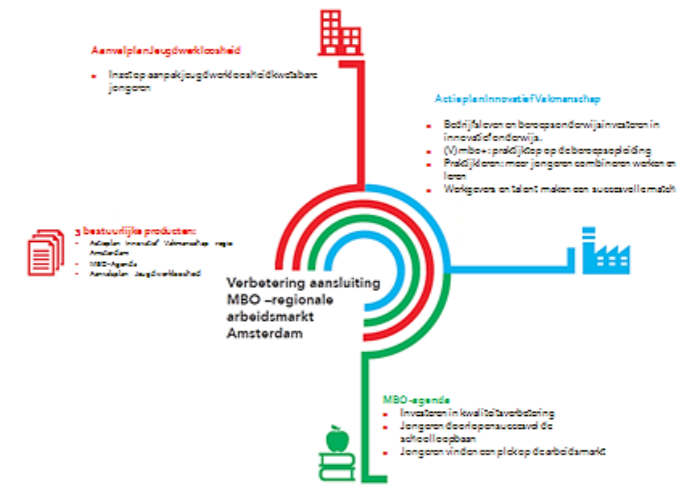 Aanvalplan Jeugdwerkloosheid
Inzet op aanpak jeugdwerkloosheid kwetsbare
jongeren
Actieplan Innovatief Vakmanschap
Bedrijfsleven en beroepsonderwijs investeren in
innovatief onderwijs.
(V)mbo+: praktijktop op de beroepsopleiding
Praktijkleren: meer jongeren combineren werken en
leren
Werkgevers en talent maken een succesvolle match
3 bestuurlijke producten:
Actieplan Innovatief Vakmanschap regio
Amsterdam
MBO-Agenda
Aanvalsplan Jeugdwerkloosheid
Verbetering aansluiting
MBO –regionale
arbeidsmarkt
Amsterdam
MBO-agenda
Investeren in kwaliteitsverbetering
Jongeren doorlopen succesvol de
schoolloopbaan
Jongeren vinden een plek op de arbeidsmarkt